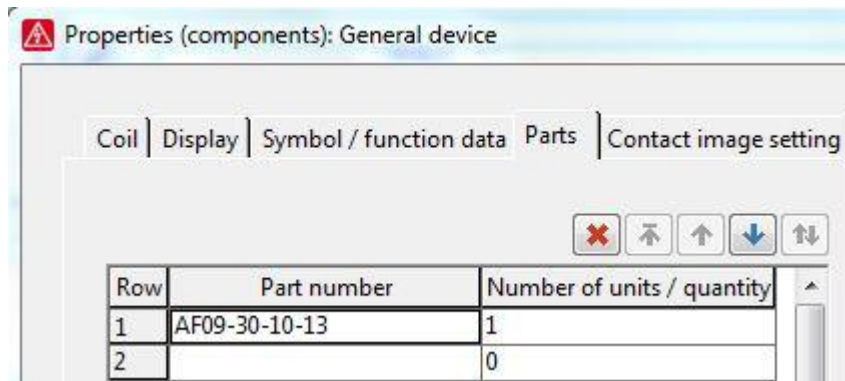 Properties (components): General device
Coil Display Symbol / function data Parts Contact image setting
Row Part number Number of units / quantity
1 AF09-30-10-13 1
2 0